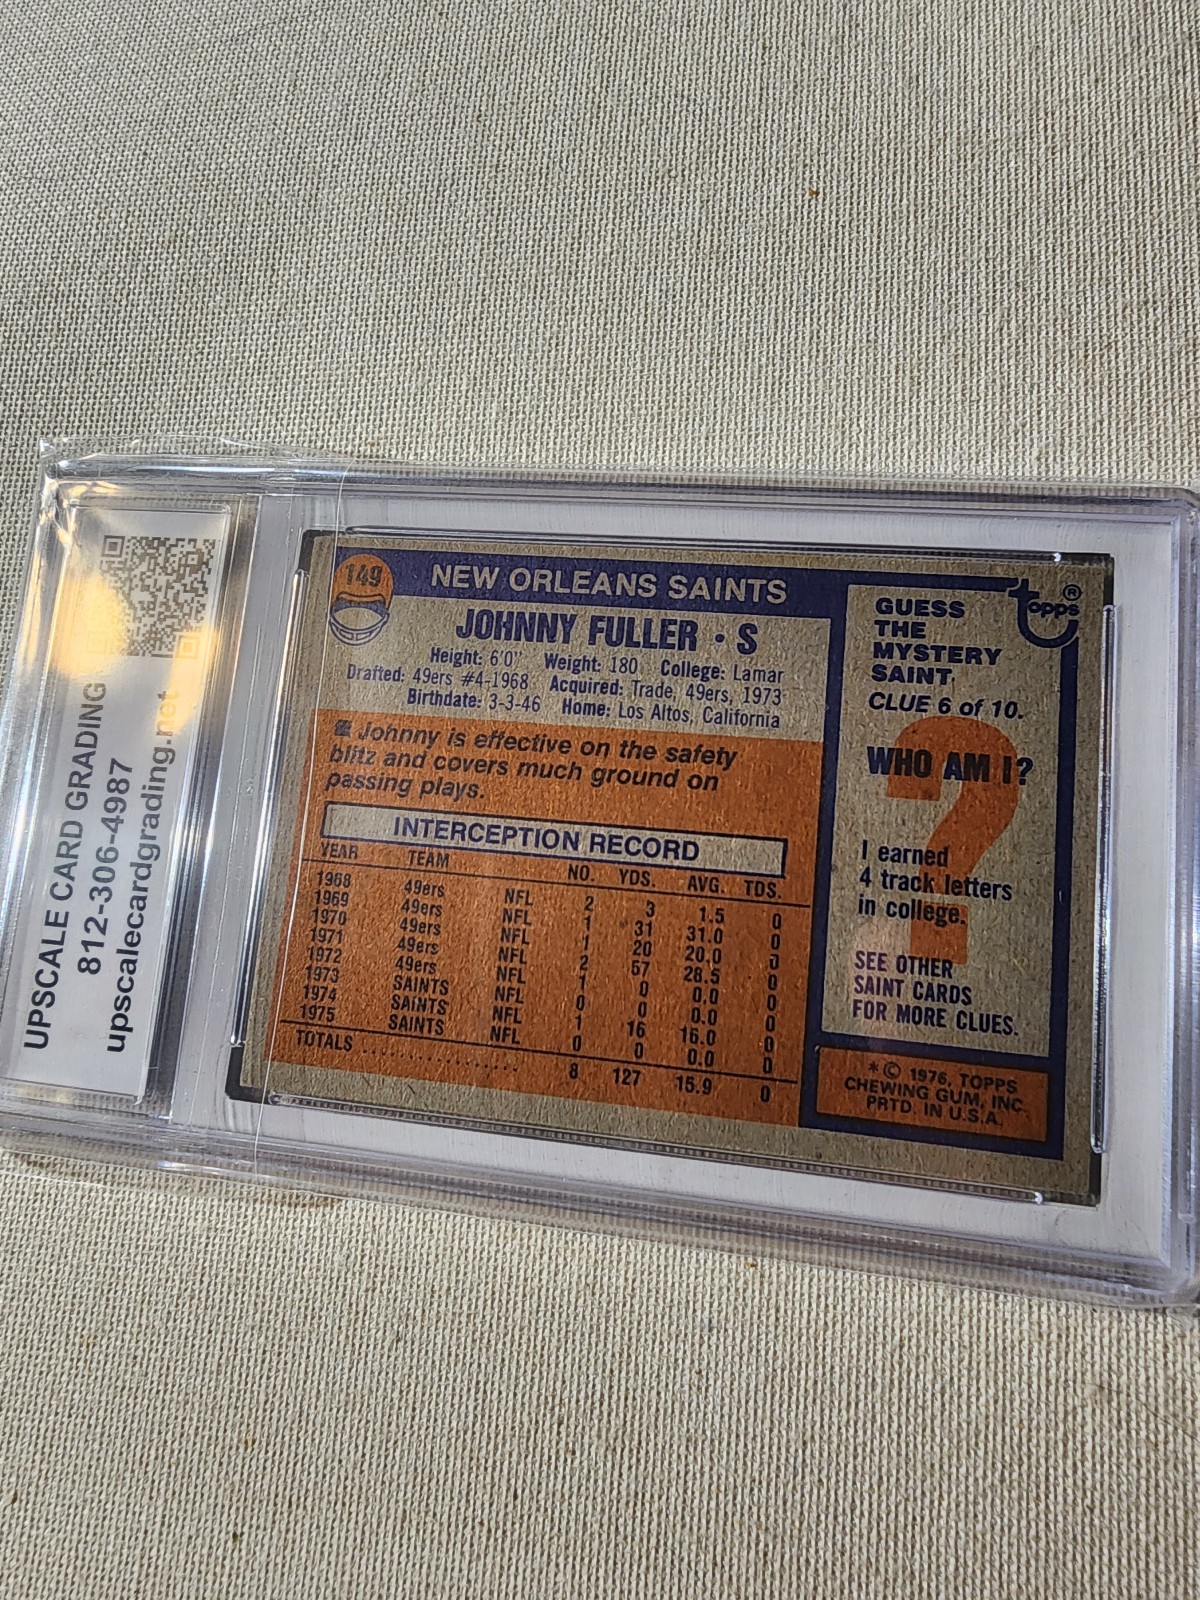 UPSCALE CARD GRADING
812-306-4987
upscalecardgrading.net
149
NEW ORLEANS SAINTS
JOHNNY FULLER • S
Height: 6'0" Weight: 180 College: Lamar
Drafted: 49ers #4-1968 Acquired: Trade, 49ers, 1973
Birthdate: 3-3-46 Home: Los Altos, California
Johnny is effective on the safety
blitz and covers much ground on
passing plays.
INTERCEPTION RECORD
YEAR TEAM NO. YDS. AVG. TDS.
1968 49ers NFL 2 3 1.5 0
1969 49ers NFL 1 31 31.0 0
1970 49ers NFL 1 20 20.0 0
1971 49ers NFL 2 57 28.5 0
1972 49ers NFL 1 0 0.0 0
1973 SAINTS NFL 0 0 0.0 0
1974 SAINTS NFL 1 16 16.0 0
1975 SAINTS NFL 0 0 0.0 0
TOTALS .............. 8 127 15.9 0
topps®
GUESS
THE
MYSTERY
SAINT.
CLUE 6 of 10.
?
WHO AM I?
I earned
4 track letters
in college.
SEE OTHER
SAINT CARDS
FOR MORE CLUES.
* © 1976, TOPPS
CHEWING GUM, INC.
PRTD. IN U.S.A.